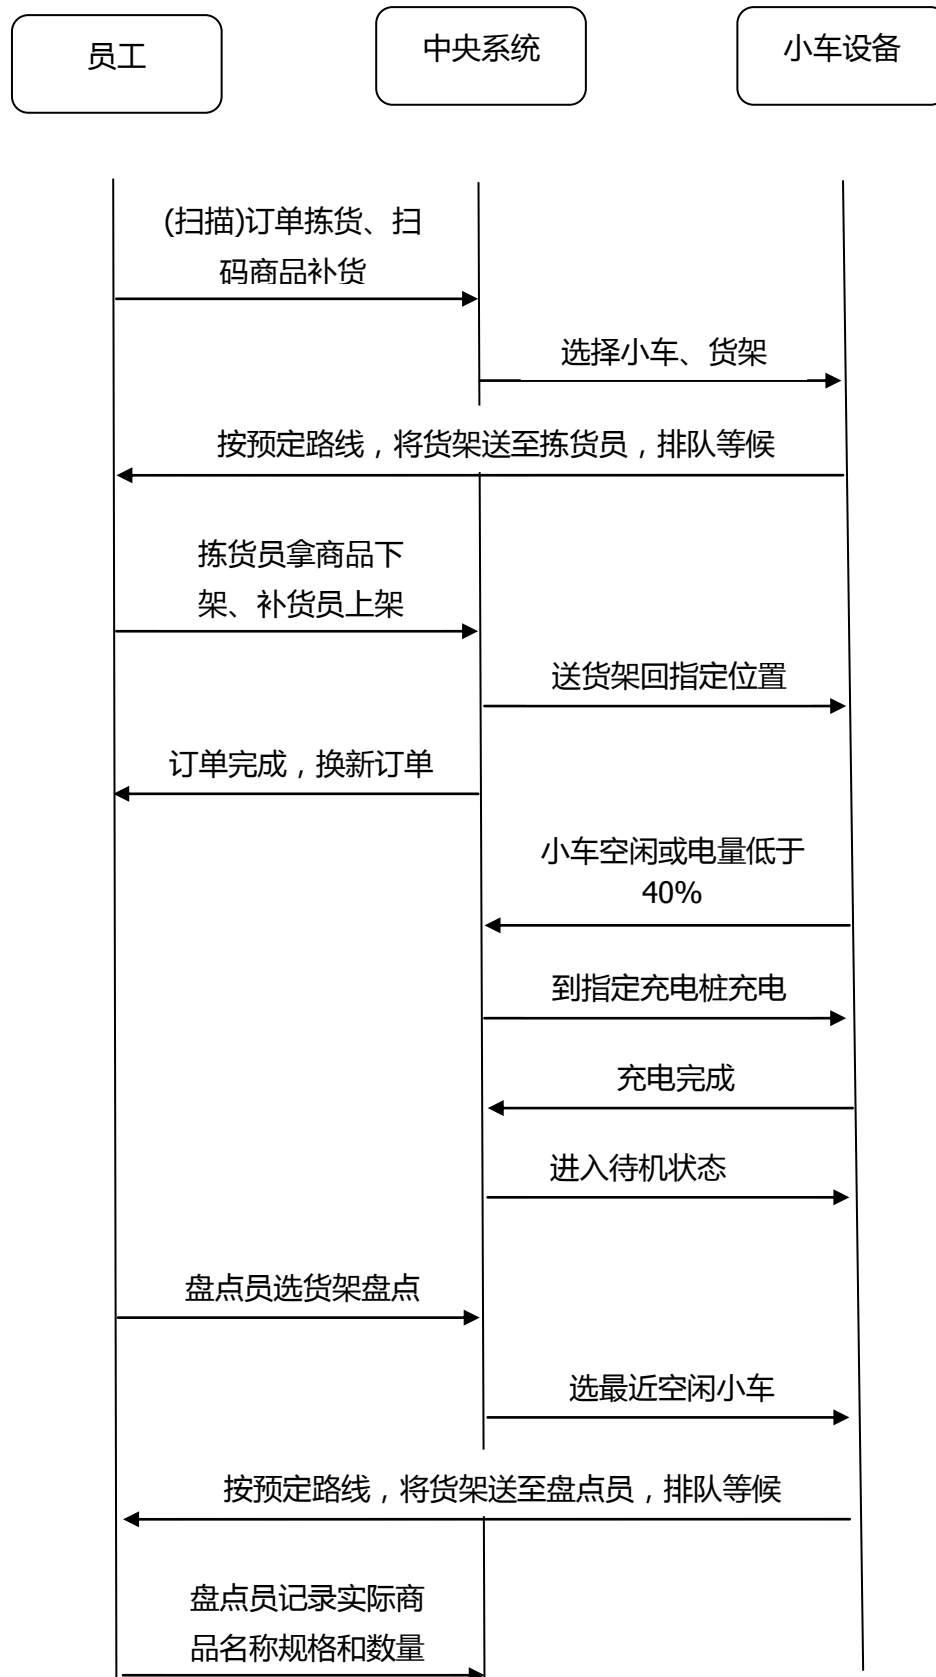 员工
中央系统
小车设备
(扫描)订单拣货、扫
码商品补货
选择小车、货架
按预定路线，将货架送至拣货员，排队等候
拣货员拿商品下
架、补货员上架
送货架回指定位置
订单完成，换新订单
小车空闲或电量低于
40%
到指定充电桩充电
充电完成
进入待机状态
盘点员选货架盘点
选最近空闲小车
按预定路线，将货架送至盘点员，排队等候
盘点员记录实际商
品名称规格和数量